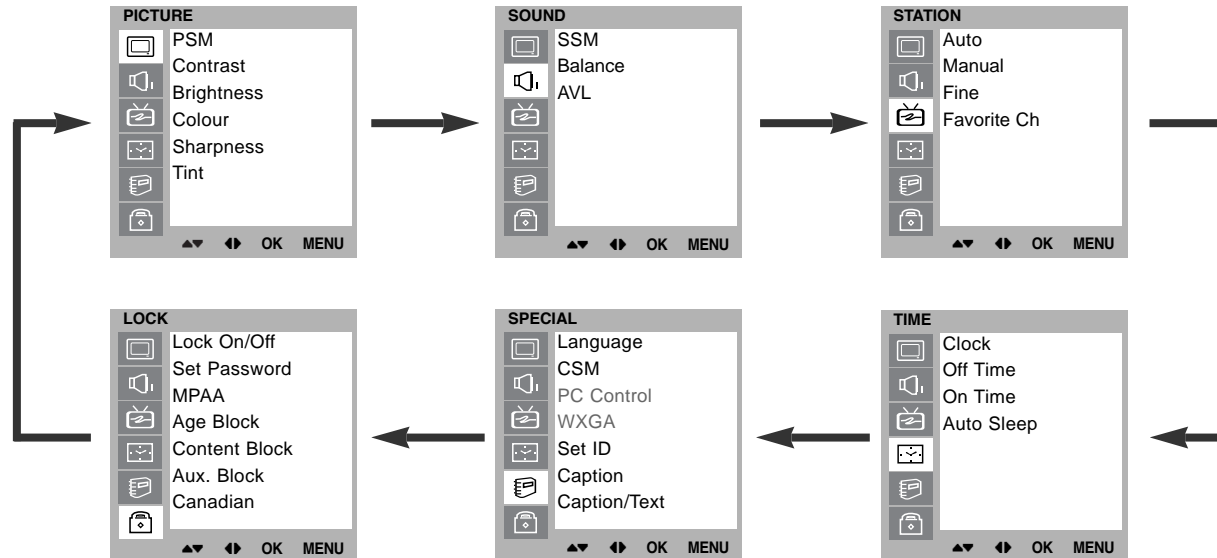 PICTURE
PSM
Contrast
Brightness
Colour
Sharpness
Tint
OK MENU
SOUND
SSM
Balance
AVL
OK MENU
STATION
Auto
Manual
Fine
Favorite Ch
OK MENU
LOCK
Lock On/Off
Set Password
MPAA
Age Block
Content Block
Aux. Block
Canadian
OK MENU
SPECIAL
Language
CSM
PC Control
WXGA
Set ID
Caption
Caption/Text
OK MENU
TIME
Clock
Off Time
On Time
Auto Sleep
OK MENU